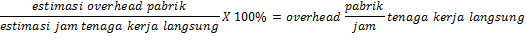 estimasi overhead pabrik
estimasi jam tenaga kerja langsung
X 100% = overhead pabrik/jam tenaga kerja langsung